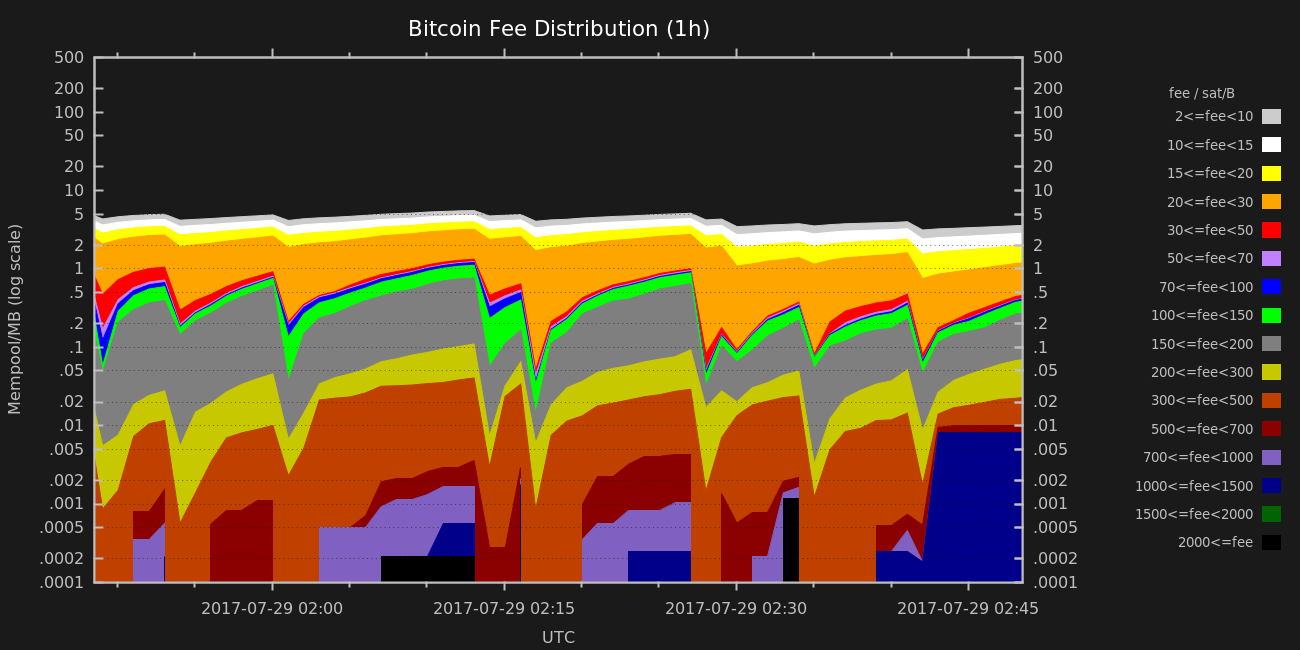 Bitcoin Fee Distribution (1h)
500 500
200 200
100 100
50 50
20 20
10 10
5 5
2 2
1 1
.5 .5
.2 .2
.1 .1
.05 .05
.02 .02
.01 .01
.005 .005
.002 .002
.001 .001
.0005 .0005
.0002 .0002
.0001 .0001
Mempool/MB (log scale)
2017-07-29 02:00 2017-07-29 02:15 2017-07-29 02:30 2017-07-29 02:45
UTC
fee / sat/B
2<=fee<10
10<=fee<15
15<=fee<20
20<=fee<30
30<=fee<50
50<=fee<70
70<=fee<100
100<=fee<150
150<=fee<200
200<=fee<300
300<=fee<500
500<=fee<700
700<=fee<1000
1000<=fee<1500
1500<=fee<2000
2000<=fee